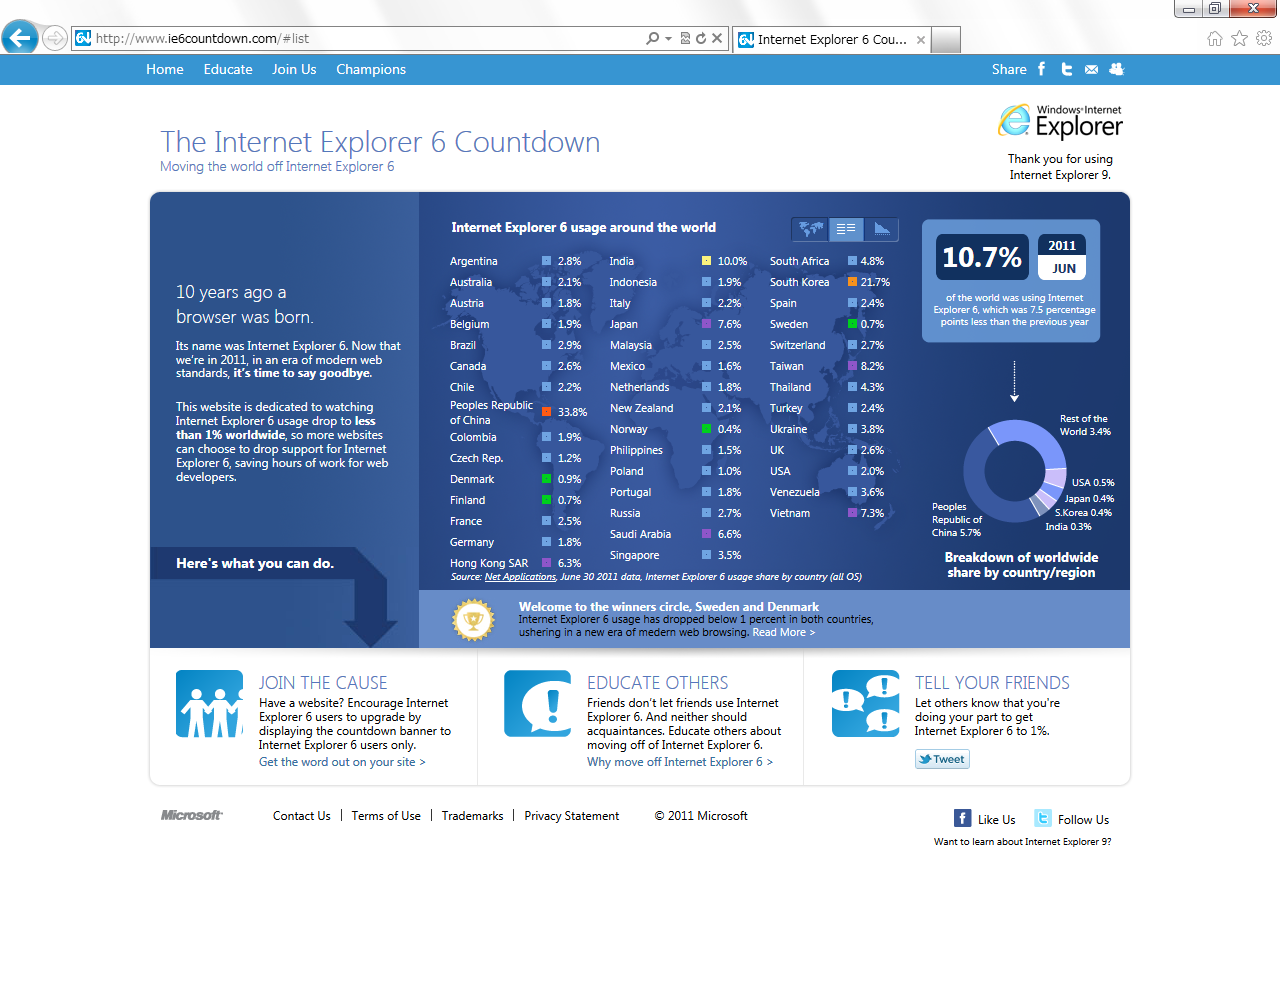 http://www.ie6countdown.com/#list
Internet Explorer 6 Cou...
Home Educate Join Us Champions
Share
The Internet Explorer 6 Countdown
Moving the world off Internet Explorer 6
Windows Internet
Explorer
Thank you for using
Internet Explorer 9.
10 years ago a
browser was born.
Its name was Internet Explorer 6. Now that
we're in 2011, in an era of modern web
standards, it's time to say goodbye.
This website is dedicated to watching
Internet Explorer 6 usage drop to less
than 1% worldwide, so more websites
can choose to drop support for Internet
Explorer 6, saving hours of work for web
developers.
Here's what you can do.
Internet Explorer 6 usage around the world
Argentina 2.8%
Australia 2.1%
Austria 1.8%
Belgium 1.9%
Brazil 2.9%
Canada 2.6%
Chile 2.2%
Peoples Republic
of China 33.8%
Colombia 1.9%
Czech Rep. 1.2%
Denmark 0.9%
Finland 0.7%
France 2.5%
Germany 1.8%
Hong Kong SAR 6.3%
India 10.0%
Indonesia 1.9%
Italy 2.2%
Japan 7.6%
Malaysia 2.5%
Mexico 1.6%
Netherlands 1.8%
New Zealand 2.1%
Norway 0.4%
Philippines 1.5%
Poland 1.0%
Portugal 1.8%
Russia 2.7%
Saudi Arabia 6.6%
Singapore 3.5%
South Africa 4.8%
South Korea 21.7%
Spain 2.4%
Sweden 0.7%
Switzerland 2.7%
Taiwan 8.2%
Thailand 4.3%
Turkey 2.4%
Ukraine 3.8%
UK 2.6%
USA 2.0%
Venezuela 3.6%
Vietnam 7.3%
Source: Net Applications, June 30 2011 data, Internet Explorer 6 usage share by country (all OS)
10.7%
2011
JUN
of the world was using Internet
Explorer 6, which was 7.5 percentage
points less than the previous year
Rest of the
World 3.4%
USA 0.5%
Japan 0.4%
S.Korea 0.4%
India 0.3%
Peoples
Republic of
China 5.7%
Breakdown of worldwide
share by country/region
Welcome to the winners circle, Sweden and Denmark
Internet Explorer 6 usage has dropped below 1 percent in both countries,
ushering in a new era of medern web browsing. Read More >
JOIN THE CAUSE
Have a website? Encourage Internet
Explorer 6 users to upgrade by
displaying the countdown banner to
Internet Explorer 6 users only.
Get the word out on your site >
EDUCATE OTHERS
Friends don't let friends use Internet
Explorer 6. And neither should
acquaintances. Educate others about
moving off of Internet Explorer 6.
Why move off Internet Explorer 6 >
TELL YOUR FRIENDS
Let others know that you're
doing your part to get
Internet Explorer 6 to 1%.
Tweet
Microsoft
Contact Us | Terms of Use | Trademarks | Privacy Statement © 2011 Microsoft
Like Us Follow Us
Want to learn about Internet Explorer 9?